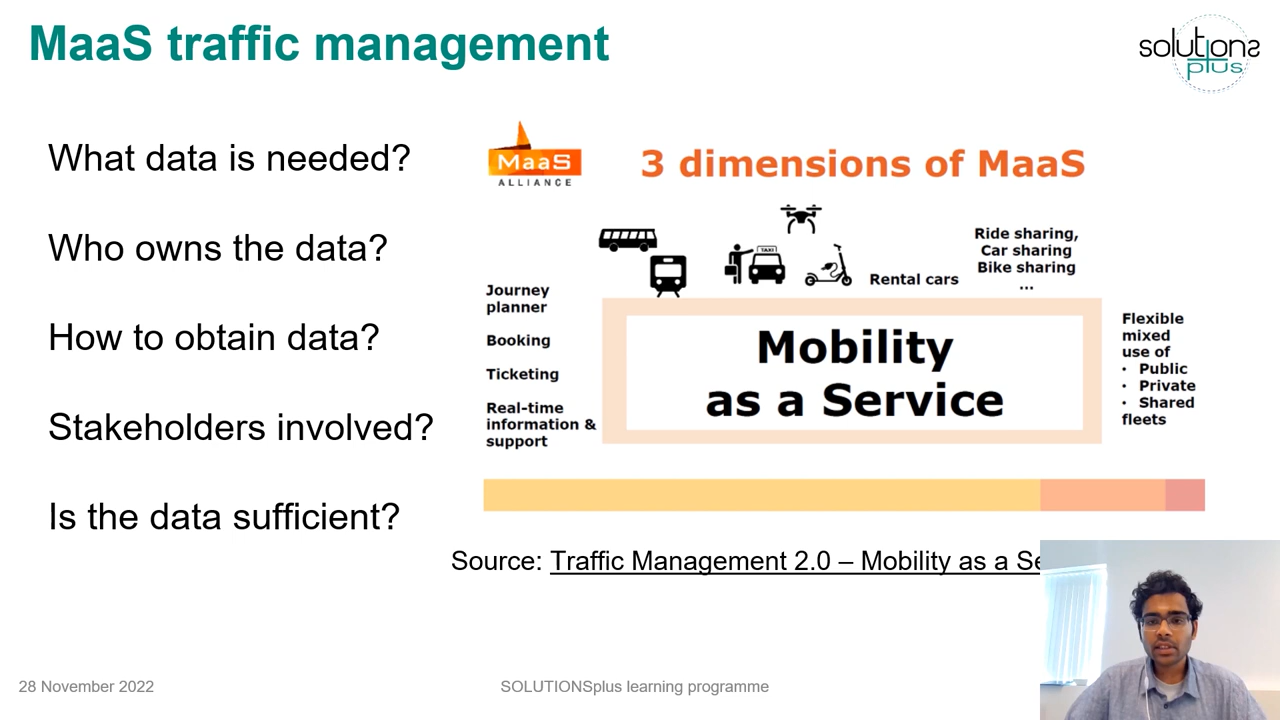 MaaS traffic management
solutions
plus
What data is needed?
Who owns the data?
How to obtain data?
Stakeholders involved?
Is the data sufficient?
MaaS
ALLIANCE
3 dimensions of MaaS
TAXI
Rental cars
Ride sharing,
Car sharing
Bike sharing
...
Journey
planner
Booking
Ticketing
Real-time
information &
support
Mobility
as a Service
Flexible
mixed
use of
• Public
• Private
• Shared
fleets
Source: Traffic Management 2.0 – Mobility as a
28 November 2022
SOLUTIONSplus learning programme